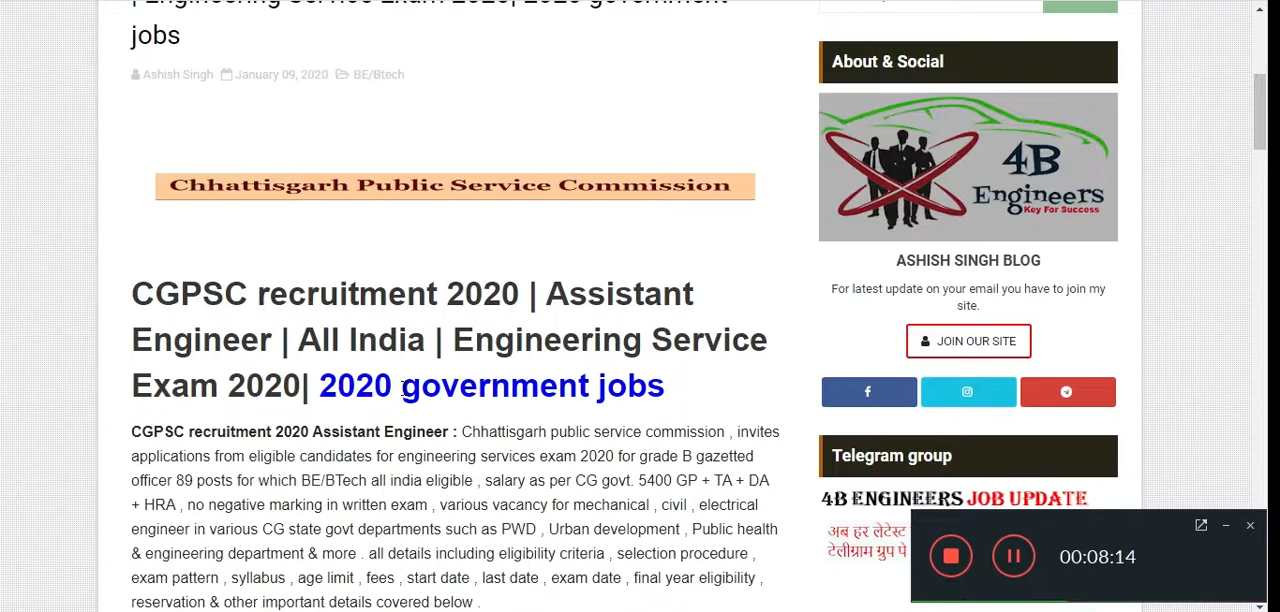 jobs
Ashish Singh January 09, 2020 BE/Btech
Chhattisgarh Public Service Commission
CGPSC recruitment 2020 | Assistant
Engineer | All India | Engineering Service
Exam 2020| 2020 government jobs
CGPSC recruitment 2020 Assistant Engineer : Chhattisgarh public service commission , invites
applications from eligible candidates for engineering services exam 2020 for grade B gazetted
officer 89 posts for which BE/BTech all india eligible , salary as per CG govt. 5400 GP + TA + DA
+ HRA , no negative marking in written exam , various vacancy for mechanical , civil , electrical
engineer in various CG state govt departments such as PWD , Urban development , Public health
& engineering department & more . all details including eligibility criteria , selection procedure ,
exam pattern , syllabus , age limit , fees , start date , last date , exam date , final year eligibility ,
reservation & other important details covered below .
About & Social
4B
Engineers
Key For Success
ASHISH SINGH BLOG
For latest update on your email you have to join my
site.
JOIN OUR SITE
Telegram group
4B ENGINEERS JOB UPDATE
अब हर लेटेस्ट
टेलीग्राम ग्रुप पे
00:08:14